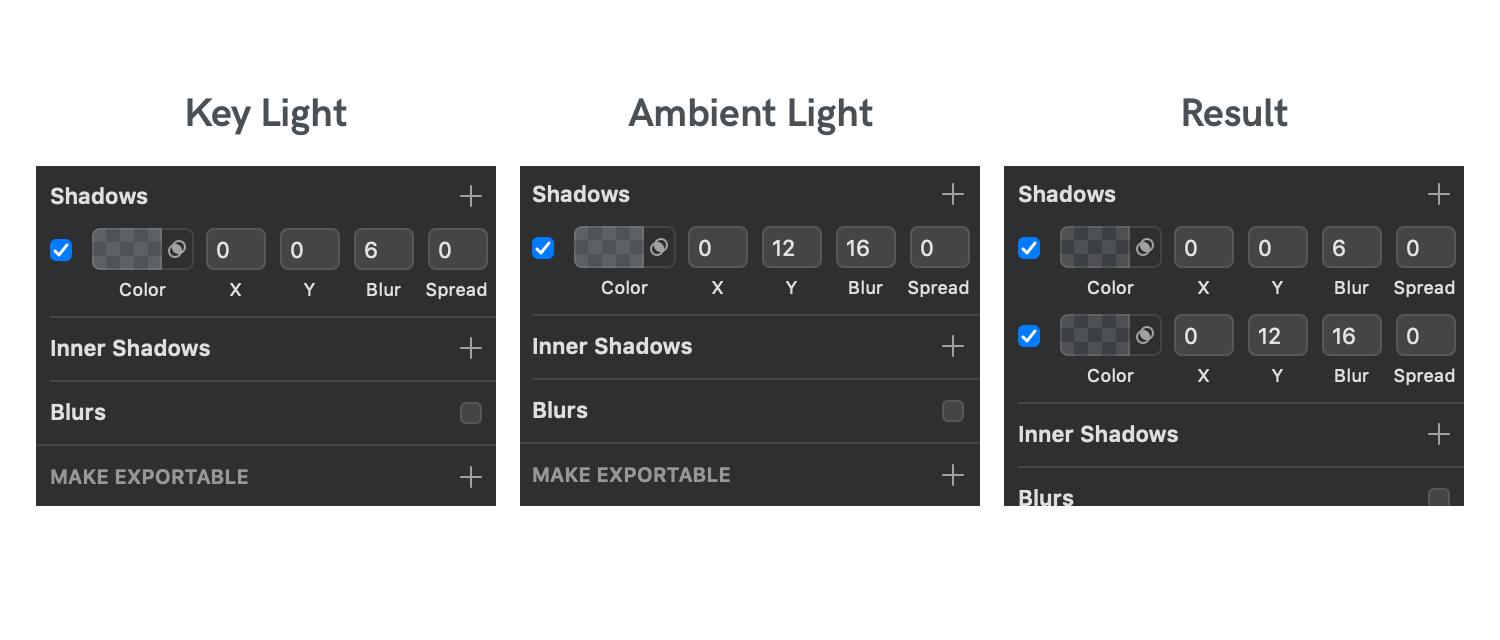 Key Light
Shadows
0 0 6 0
Color X Y Blur Spread
Inner Shadows
Blurs
MAKE EXPORTABLE
Ambient Light
Shadows
0 12 16 0
Color X Y Blur Spread
Inner Shadows
Blurs
MAKE EXPORTABLE
Result
Shadows
0 0 6 0
Color X Y Blur Spread
0 12 16 0
Color X Y Blur Spread
Inner Shadows
Blurs